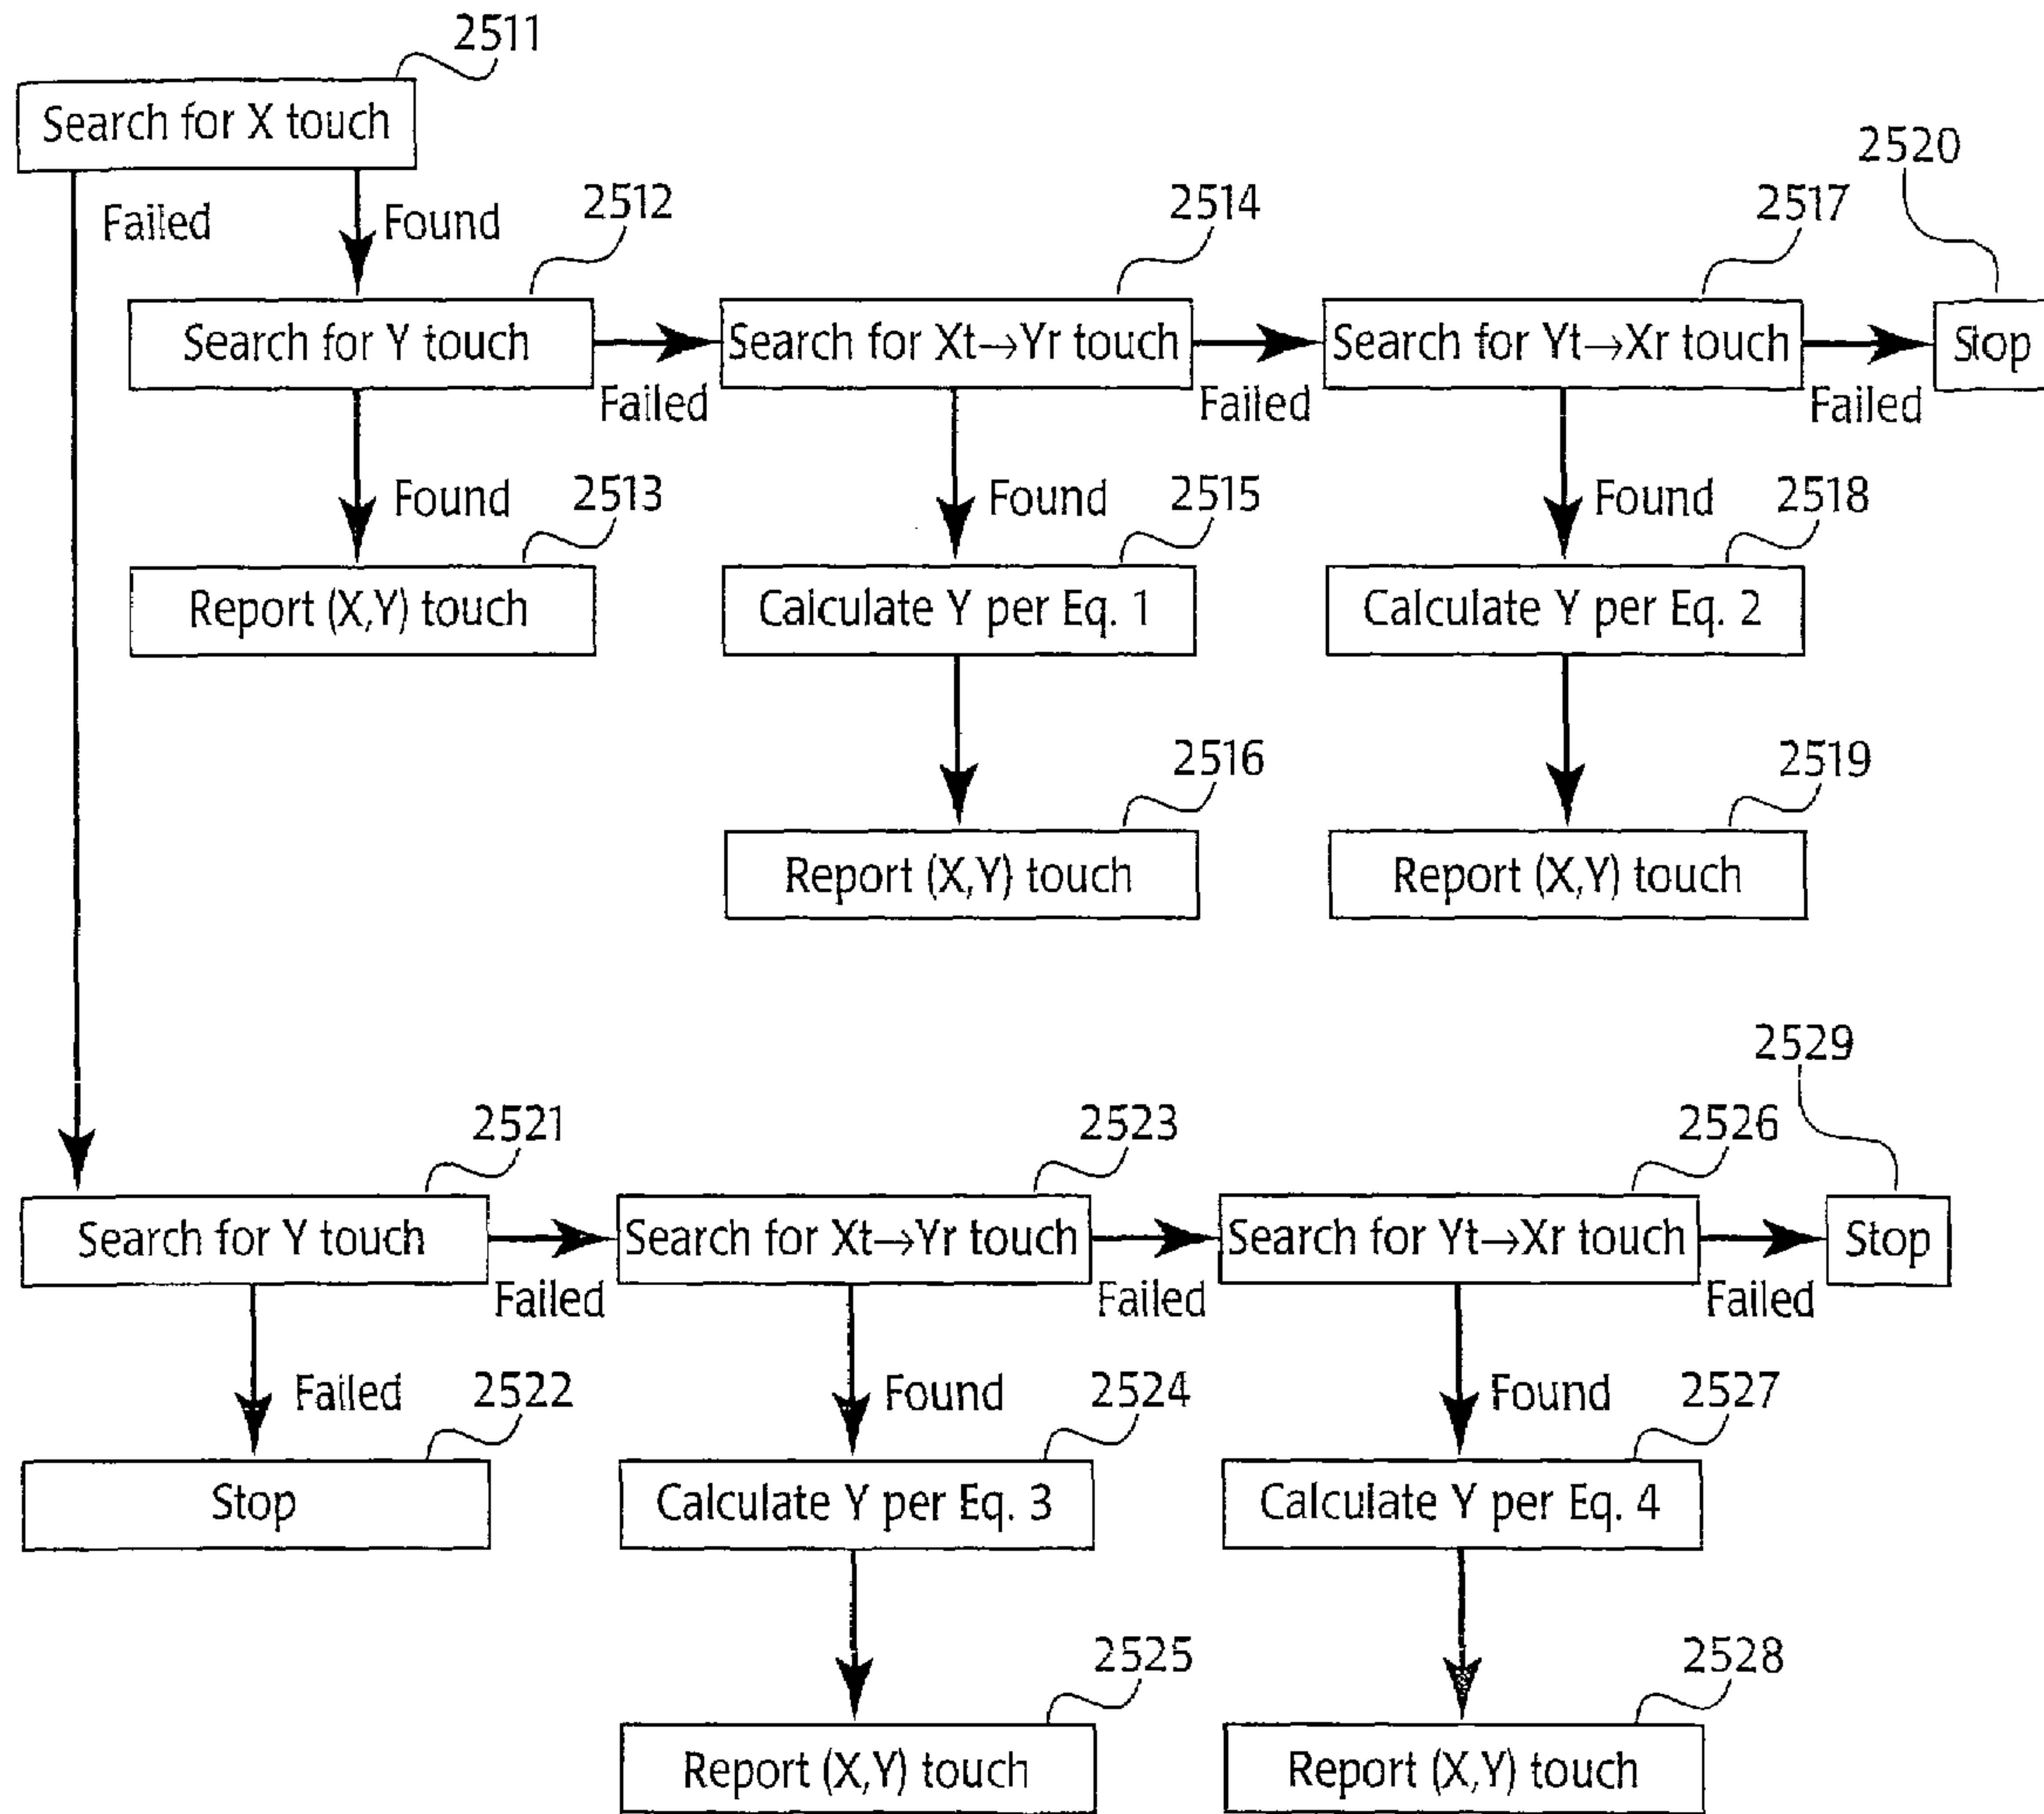 2511
Search for X touch
2520
Failed
Found
2512
2514
2517
Search for Y touch
Search for Xt→Yr touch
Search for Yt→Xr touch
Stop
Failed
Failed
Failed
Found
2513
Found
2515
Found
2518
Report (X,Y) touch
Calculate Y per Eq. 1
Calculate Y per Eq. 2
2516
2519
Report (X,Y) touch
Report (X,Y) touch
2529
2521
2523
2526
Search for Y touch
Search for Xt→Yr touch
Search for Yt→Xr touch
Stop
Failed
Failed
Failed
Failed
2522
Found
2524
Found
2527
Stop
Calculate Y per Eq. 3
Calculate Y per Eq. 4
2525
2528
Report (X,Y) touch
Report (X,Y) touch